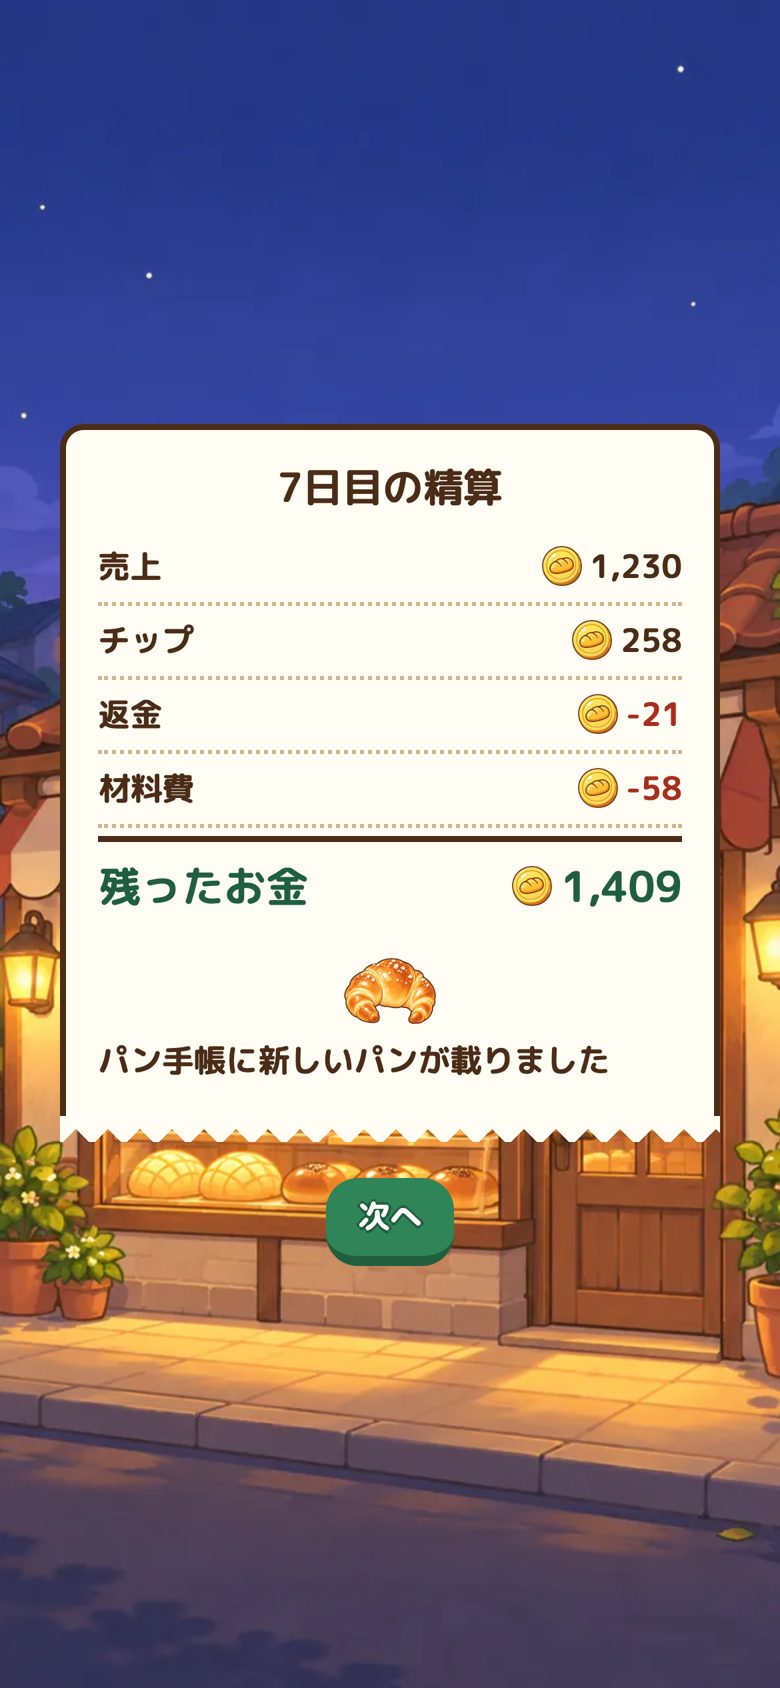 7日目の精算
売上 1,230
チップ 258
返金 -21
材料費 -58
残ったお金 1,409
パン手帳に新しいパンが載りました
次へ